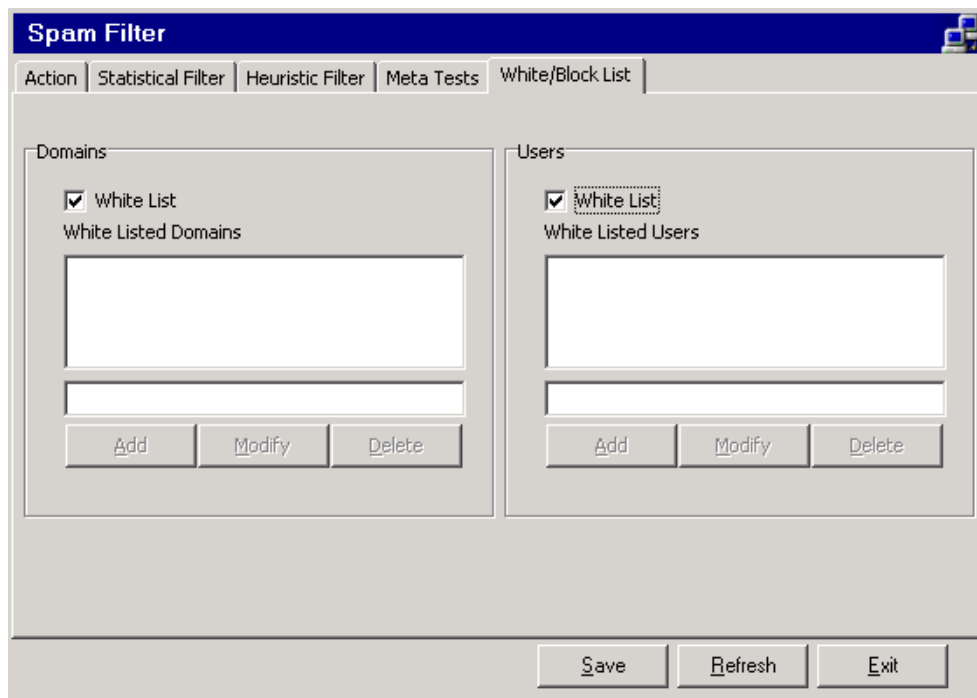 Spam Filter
Action Statistical Filter Heuristic Filter Meta Tests White/Block List
Domains
White List
White Listed Domains
Add Modify Delete
Users
White List
White Listed Users
Add Modify Delete
Save Refresh Exit